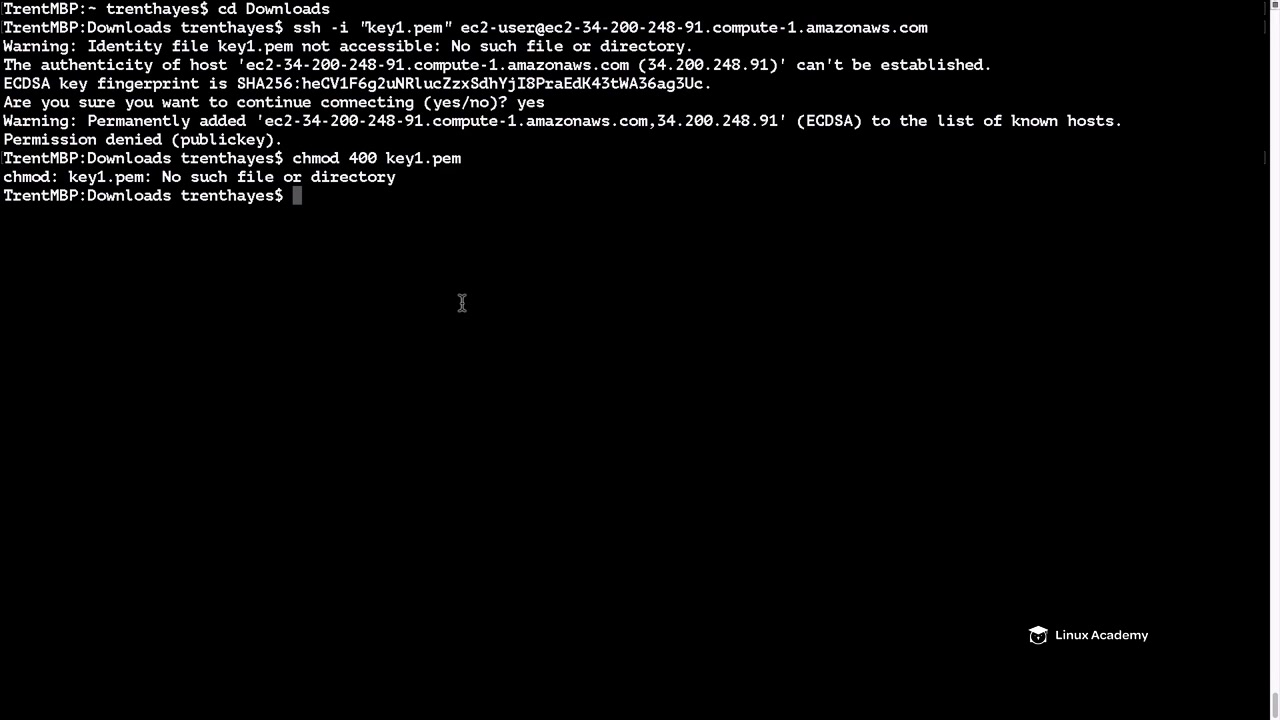 TrentMBP:~ trenthayes$ cd Downloads
TrentMBP:Downloads trenthayes$ ssh -i "key1.pem" ec2-user@ec2-34-200-248-91.compute-1.amazonaws.com
Warning: Identity file key1.pem not accessible: No such file or directory.
The authenticity of host 'ec2-34-200-248-91.compute-1.amazonaws.com (34.200.248.91)' can't be established.
ECDSA key fingerprint is SHA256:heCV1F6g2uNRlucZzxSdhYjI8PraEdK43tWA36ag3Uc.
Are you sure you want to continue connecting (yes/no)? yes
Warning: Permanently added 'ec2-34-200-248-91.compute-1.amazonaws.com,34.200.248.91' (ECDSA) to the list of known hosts.
Permission denied (publickey).
TrentMBP:Downloads trenthayes$ chmod 400 key1.pem
chmod: key1.pem: No such file or directory
TrentMBP:Downloads trenthayes$
Linux Academy